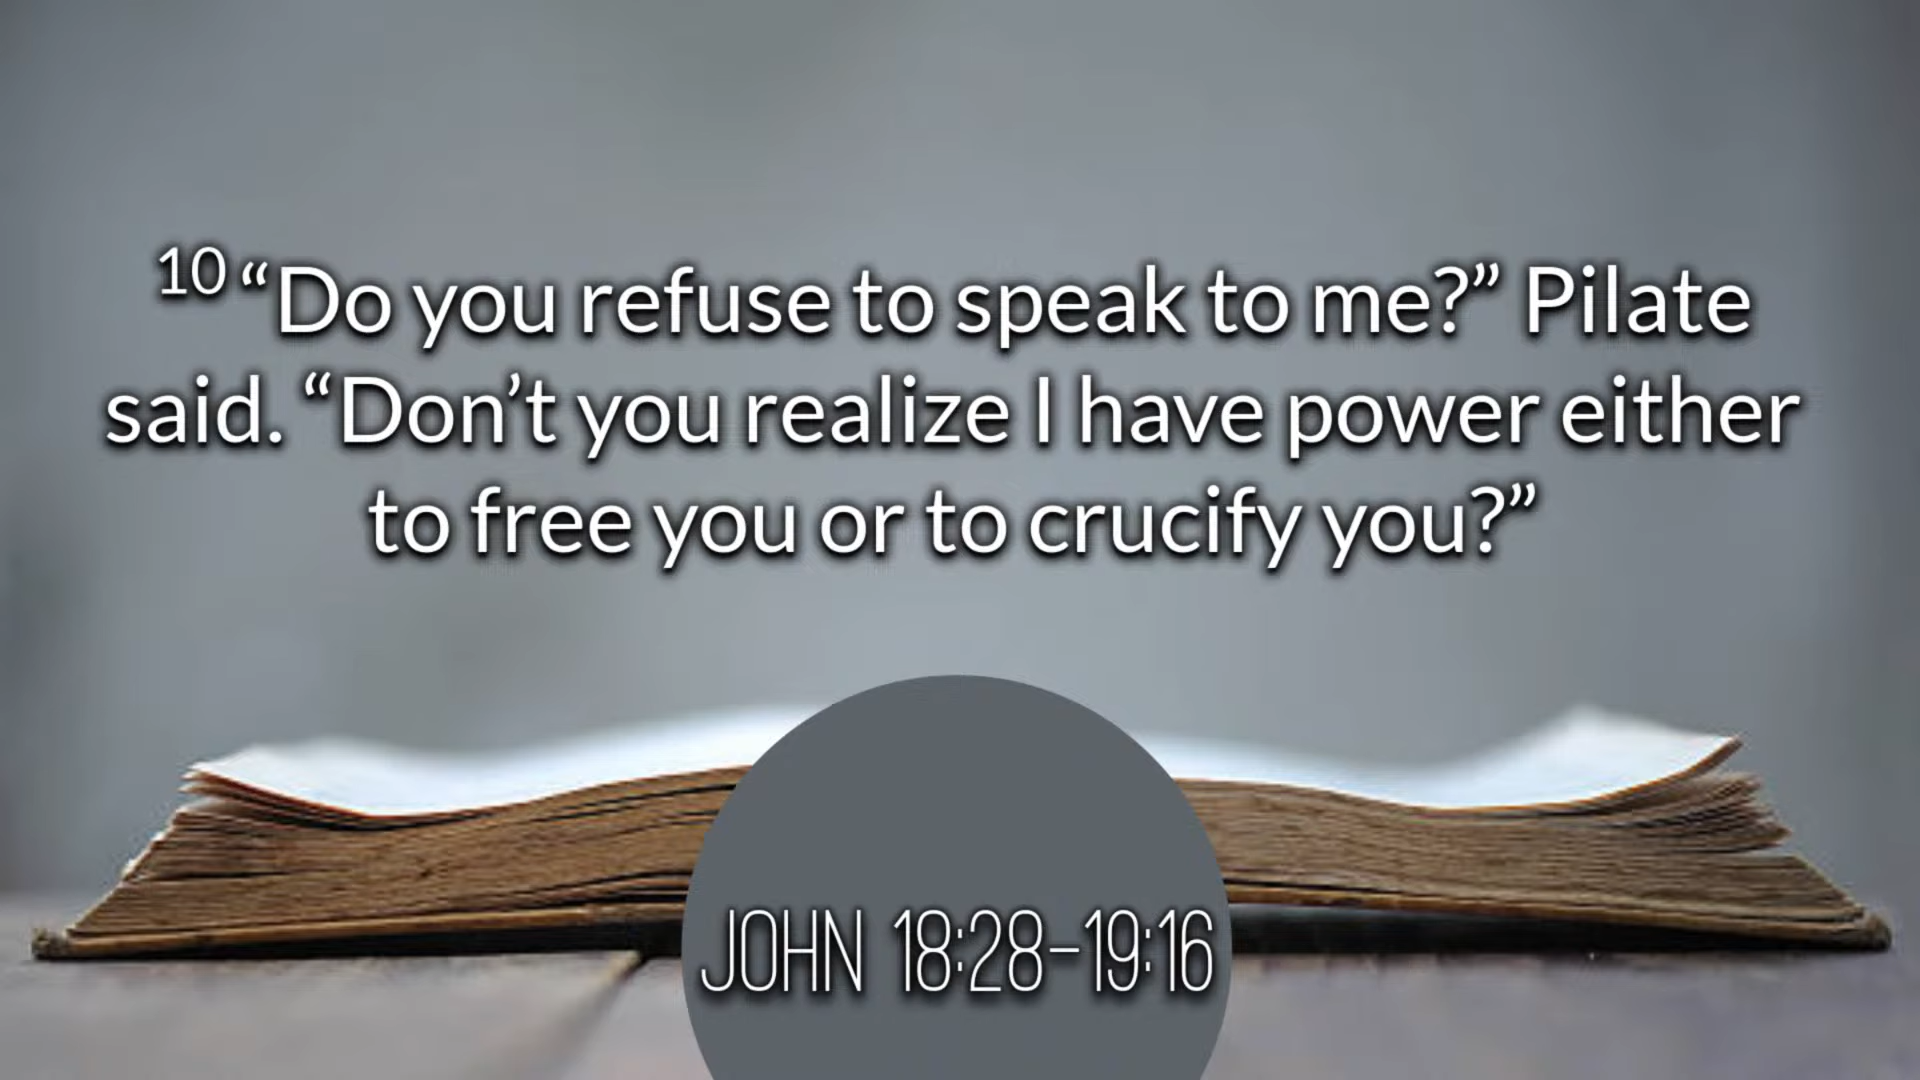 10 “Do you refuse to speak to me?” Pilate
said. “Don’t you realize I have power either
to free you or to crucify you?”
JOHN 18:28-19:16